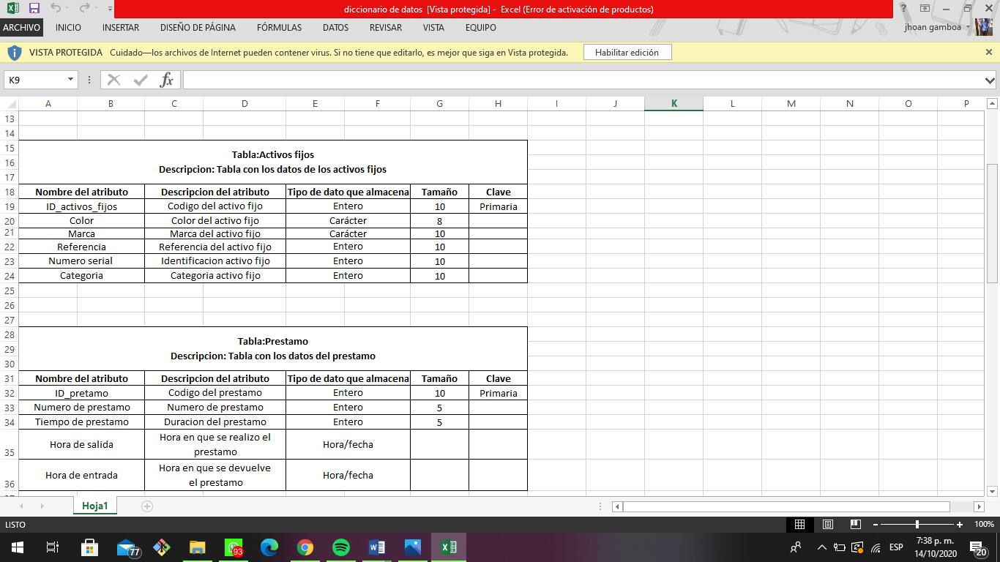 diccionario de datos [Vista protegida] - Excel (Error de activación de productos)
ARCHIVO INICIO INSERTAR DISEÑO DE PÁGINA FÓRMULAS DATOS REVISAR VISTA EQUIPO jhoan gamboa
VISTA PROTEGIDA Cuidado—los archivos de Internet pueden contener virus. Si no tiene que editarlo, es mejor que siga en Vista protegida. Habilitar edición
K9 fx
A B C D E F G H I J K L M N O P
13
14
15
16
17
Tabla:Activos fijos
Descripcion: Tabla con los datos de los activos fijos
18 Nombre del atributo Descripcion del atributo Tipo de dato que almacena Tamaño Clave
19 ID_activos_fijos Codigo del activo fijo Entero 10 Primaria
20 Color Color del activo fijo Carácter 8
21 Marca Marca del activo fijo Carácter 10
22 Referencia Referencia del activo fijo Entero 10
23 Numero serial Identificacion activo fijo Entero 10
24 Categoria Categoria activo fijo Entero 10
25
26
27
28
29
30
Tabla:Prestamo
Descripcion: Tabla con los datos del prestamo
31 Nombre del atributo Descripcion del atributo Tipo de dato que almacena Tamaño Clave
32 ID_pretamo Codigo del prestamo Entero 10 Primaria
33 Numero de prestamo Numero de prestamo Entero 5
34 Tiempo de prestamo Duracion del prestamo Entero 5
35 Hora de salida Hora en que se realizo el
prestamo Hora/fecha
36 Hora de entrada Hora en que se devuelve
el prestamo Hora/fecha
Hoja1
LISTO 100%
77 93 ESP 7:38 p. m.
14/10/2020 20